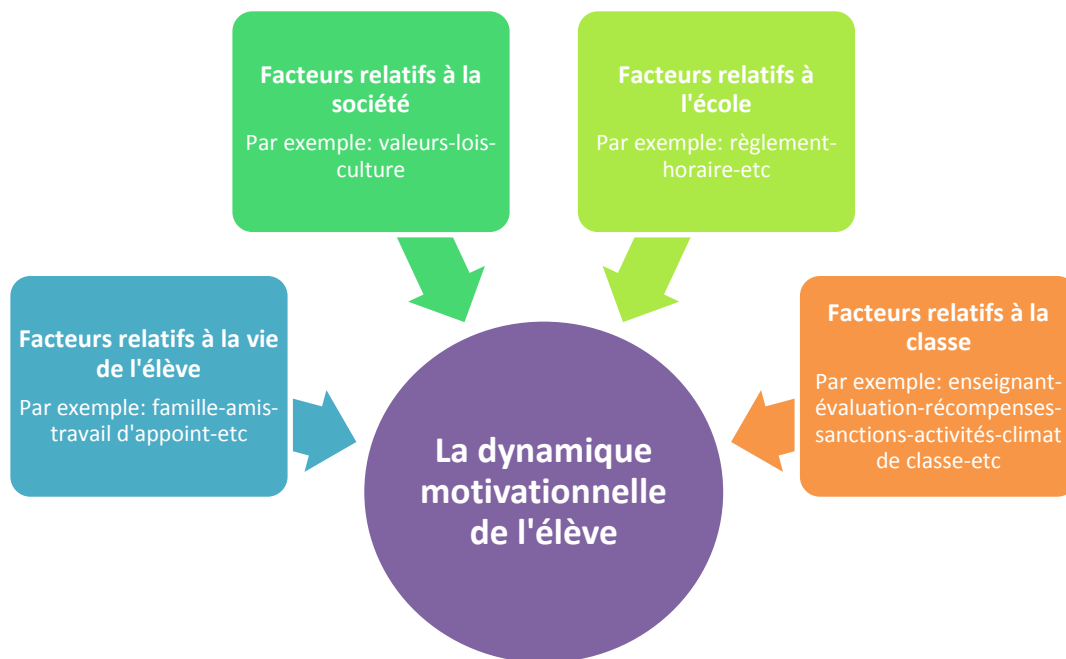 Facteurs relatifs à la
société
Par exemple: valeurs-lois-
culture
Facteurs relatifs à
l'école
Par exemple: règlement-
horaire-etc
Facteurs relatifs à la vie
de l'élève
Par exemple: famille-amis-
travail d'appoint-etc
Facteurs relatifs à la
classe
Par exemple: enseignant-
évaluation-récompenses-
sanctions-activités-climat
de classe-etc
La dynamique
motivationnelle
de l'élève